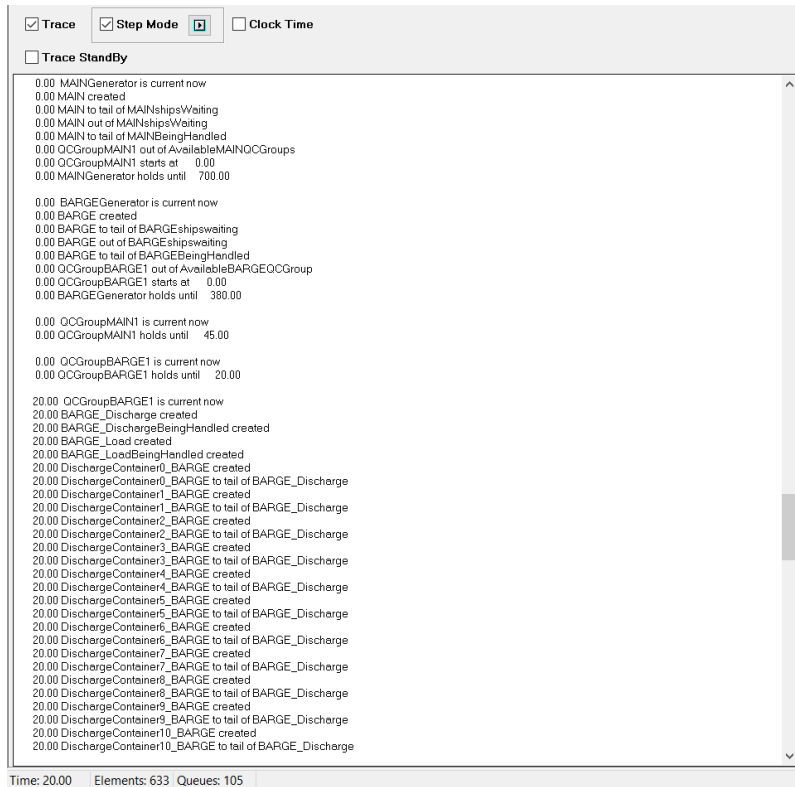 Trace Step Mode Clock Time
Trace StandBy
0.00 MAINGenerator is current now
0.00 MAIN created
0.00 MAIN to tail of MAINshipsWaiting
0.00 MAIN out of MAINshipsWaiting
0.00 MAIN to tail of MAINBeingHandled
0.00 QCGroupMAIN1 out of AvailableMAINQCGroups
0.00 QCGroupMAIN1 starts at 0.00
0.00 MAINGenerator holds until 700.00
0.00 BARGEGenerator is current now
0.00 BARGE created
0.00 BARGE to tail of BARGEshipswaiting
0.00 BARGE out of BARGEshipswaiting
0.00 BARGE to tail of BARGEBeingHandled
0.00 QCGroupBARGE1 out of AvailableBARGEQCGroup
0.00 QCGroupBARGE1 starts at 0.00
0.00 BARGEGenerator holds until 380.00
0.00 QCGroupMAIN1 is current now
0.00 QCGroupMAIN1 holds until 45.00
0.00 QCGroupBARGE1 is current now
0.00 QCGroupBARGE1 holds until 20.00
20.00 QCGroupBARGE1 is current now
20.00 BARGE_Discharge created
20.00 BARGE_DischargeBeingHandled created
20.00 BARGE_Load created
20.00 BARGE_LoadBeingHandled created
20.00 DischargeContainer0_BARGE created
20.00 DischargeContainer0_BARGE to tail of BARGE_Discharge
20.00 DischargeContainer1_BARGE created
20.00 DischargeContainer1_BARGE to tail of BARGE_Discharge
20.00 DischargeContainer2_BARGE created
20.00 DischargeContainer2_BARGE to tail of BARGE_Discharge
20.00 DischargeContainer3_BARGE created
20.00 DischargeContainer3_BARGE to tail of BARGE_Discharge
20.00 DischargeContainer4_BARGE created
20.00 DischargeContainer4_BARGE to tail of BARGE_Discharge
20.00 DischargeContainer5_BARGE created
20.00 DischargeContainer5_BARGE to tail of BARGE_Discharge
20.00 DischargeContainer6_BARGE created
20.00 DischargeContainer6_BARGE to tail of BARGE_Discharge
20.00 DischargeContainer7_BARGE created
20.00 DischargeContainer7_BARGE to tail of BARGE_Discharge
20.00 DischargeContainer8_BARGE created
20.00 DischargeContainer8_BARGE to tail of BARGE_Discharge
20.00 DischargeContainer9_BARGE created
20.00 DischargeContainer9_BARGE to tail of BARGE_Discharge
20.00 DischargeContainer10_BARGE created
20.00 DischargeContainer10_BARGE to tail of BARGE_Discharge
Time: 20.00 Elements: 633 Queues: 105